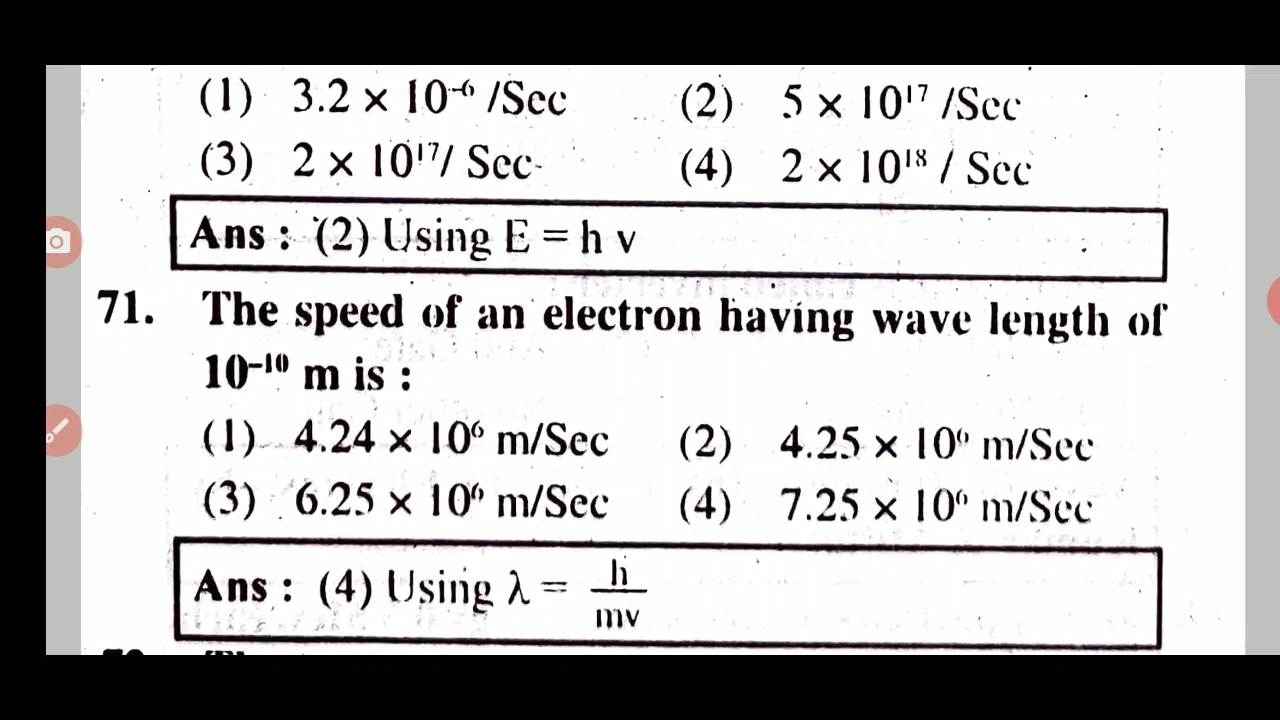 (1) 3.2 × 10⁻⁶ /Sec (2) 5 × 10¹⁷ /Sec
(3) 2 × 10¹⁷/ Sec (4) 2 × 10¹⁸ / Sec
Ans : (2) Using E = h v
71. The speed of an electron having wave length of
10⁻¹⁰ m is :
(1) 4.24 × 10⁶ m/Sec (2) 4.25 × 10⁶ m/Sec
(3) 6.25 × 10⁶ m/Sec (4) 7.25 × 10⁶ m/Sec
Ans : (4) Using λ = h
mv